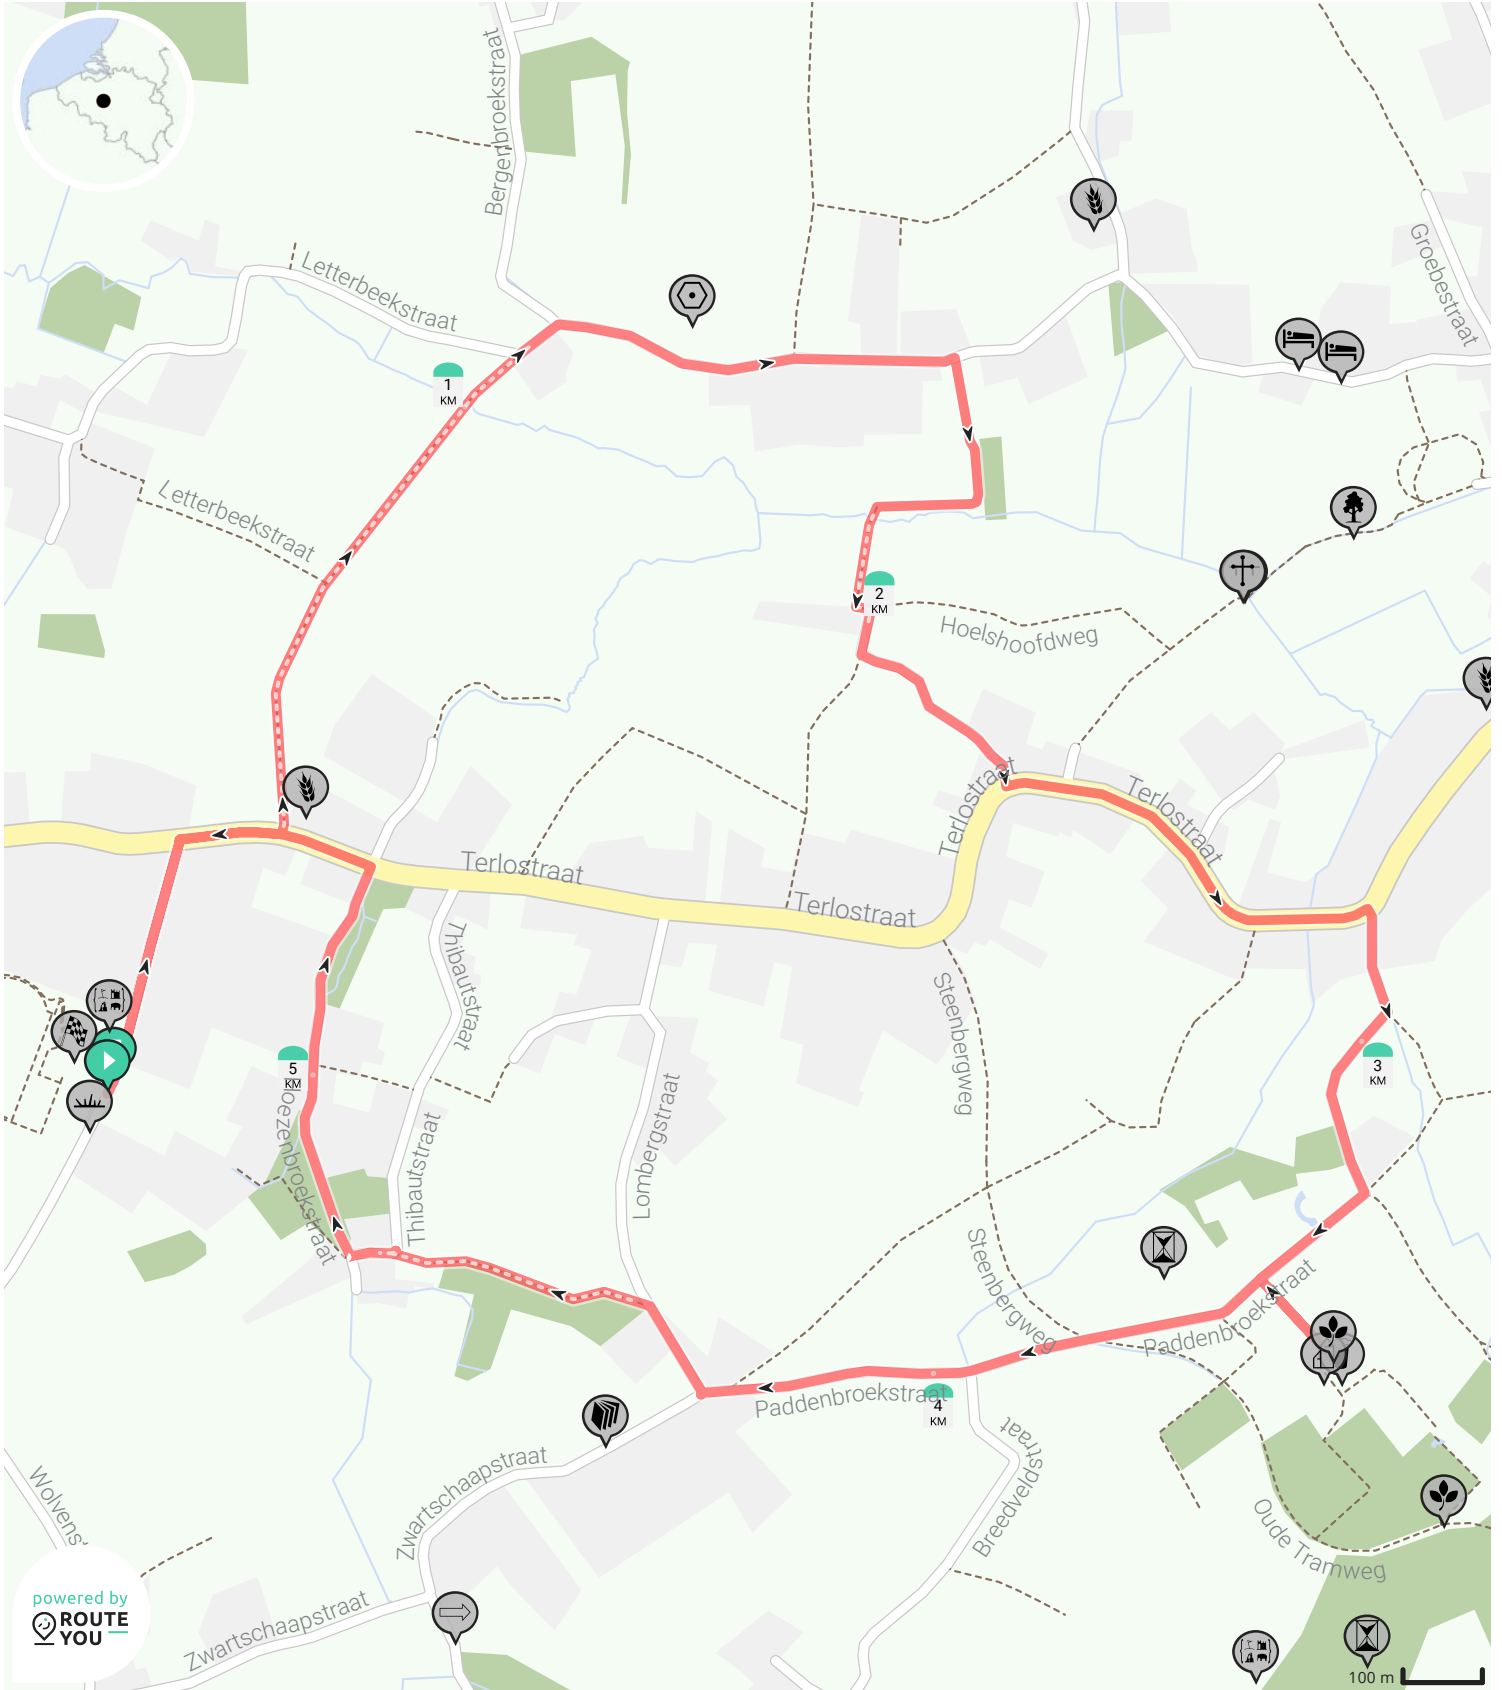 Bergenbroekstraat
Groebestraat
Letterbeekstraat
1
KM
Letterbeekstraat
2
KM
Hoelshoofdweg
Terlostraat
Terlostraat
Terlostraat
Terlostraat
Thibautstraat
Steenbergweg
5
KM
3
KM
Lombergstraat
Thibautstraat
Steenbergweg
Paddenbroekstraat
Paddenbroekstraat
4
KM
Zwartschaapstraat
Breedveldstraat
Wolvens
Oude Tramweg
Zwartschaapstraat
powered by
ROUTE
YOU
100 m